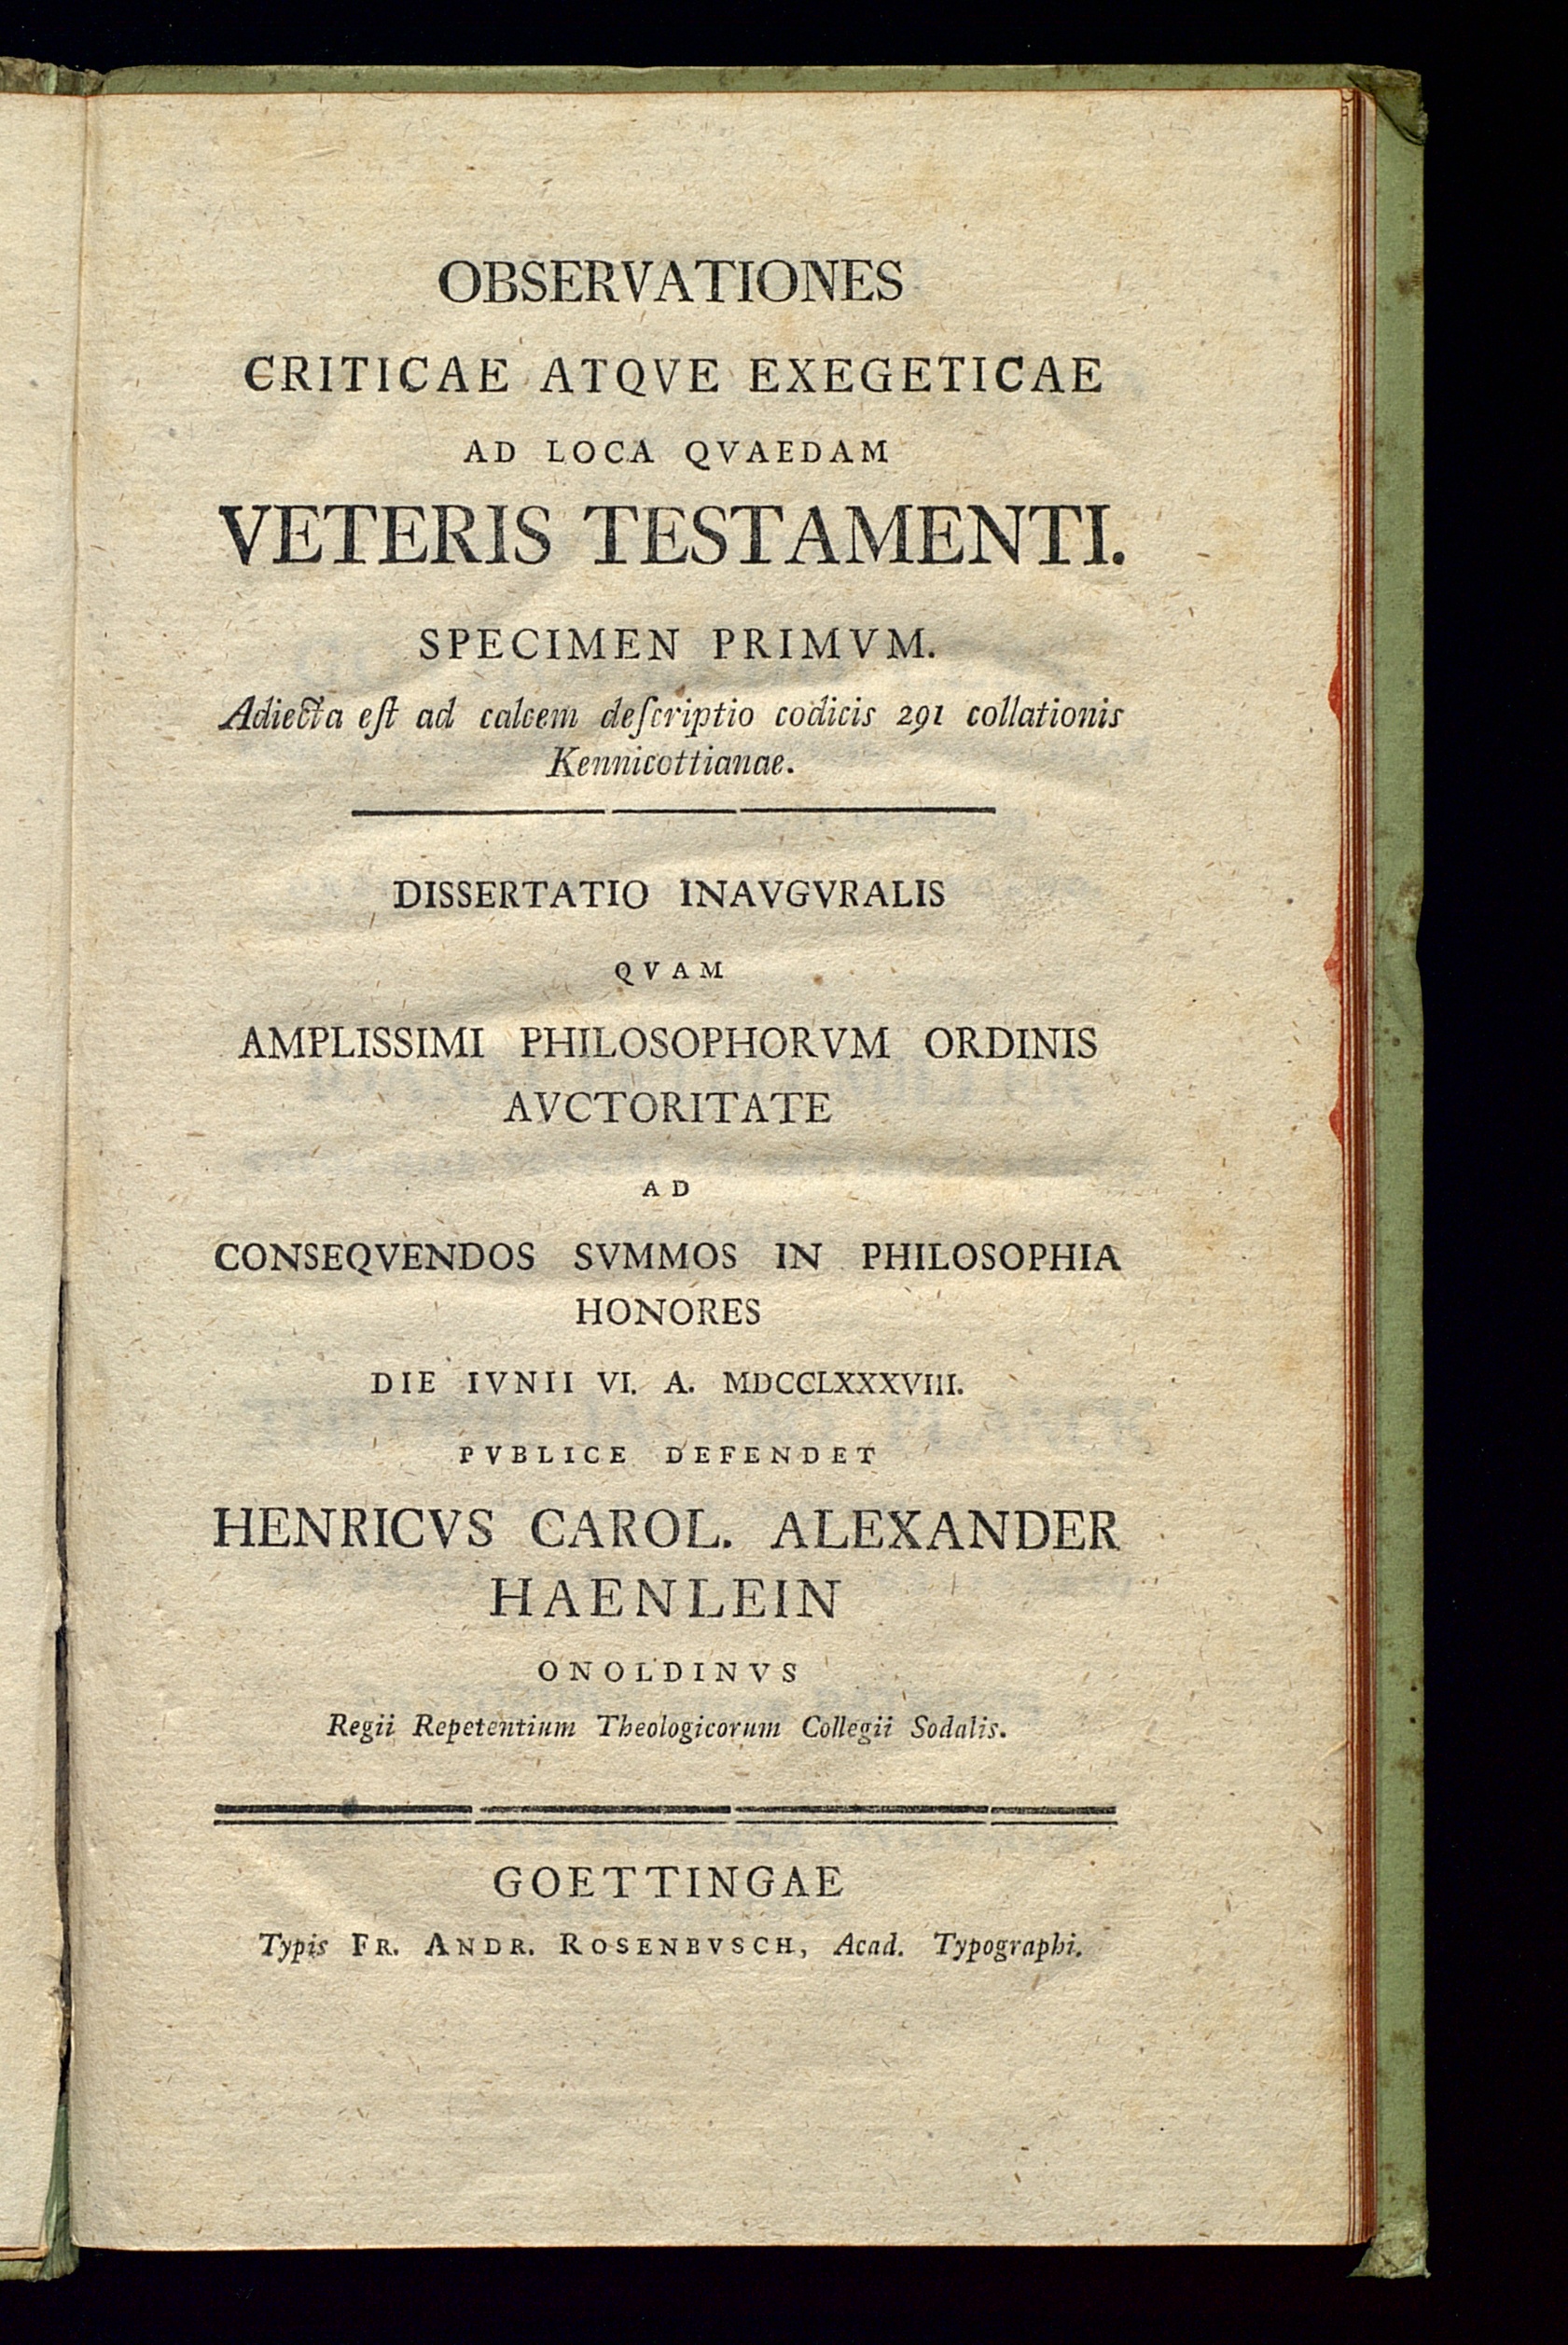 OBSERVATIONES
CRITICAE ATQVE EXEGETICAE
AD LOCA QVAEDAM
VETERIS TESTAMENTI.
SPECIMEN PRIMVM.
Adiecta eſt ad calcem deſcriptio codicis 291 collationis
Kennicottianae.
DISSERTATIO INAVGVRALIS
QVAM
AMPLISSIMI PHILOSOPHORVM ORDINIS
AVCTORITATE
AD
CONSEQVENDOS SVMMOS IN PHILOSOPHIA
HONORES
DIE IVNII VI. A. MDCCLXXXVIII.
PVBLICE DEFENDET
HENRICVS CAROL. ALEXANDER
HAENLEIN
ONOLDINVS
Regii Repetentium Theologicorum Collegii Sodalis.
GOETTINGAE
Typis FR. ANDR. ROSENBVSCH, Acad. Typographi.